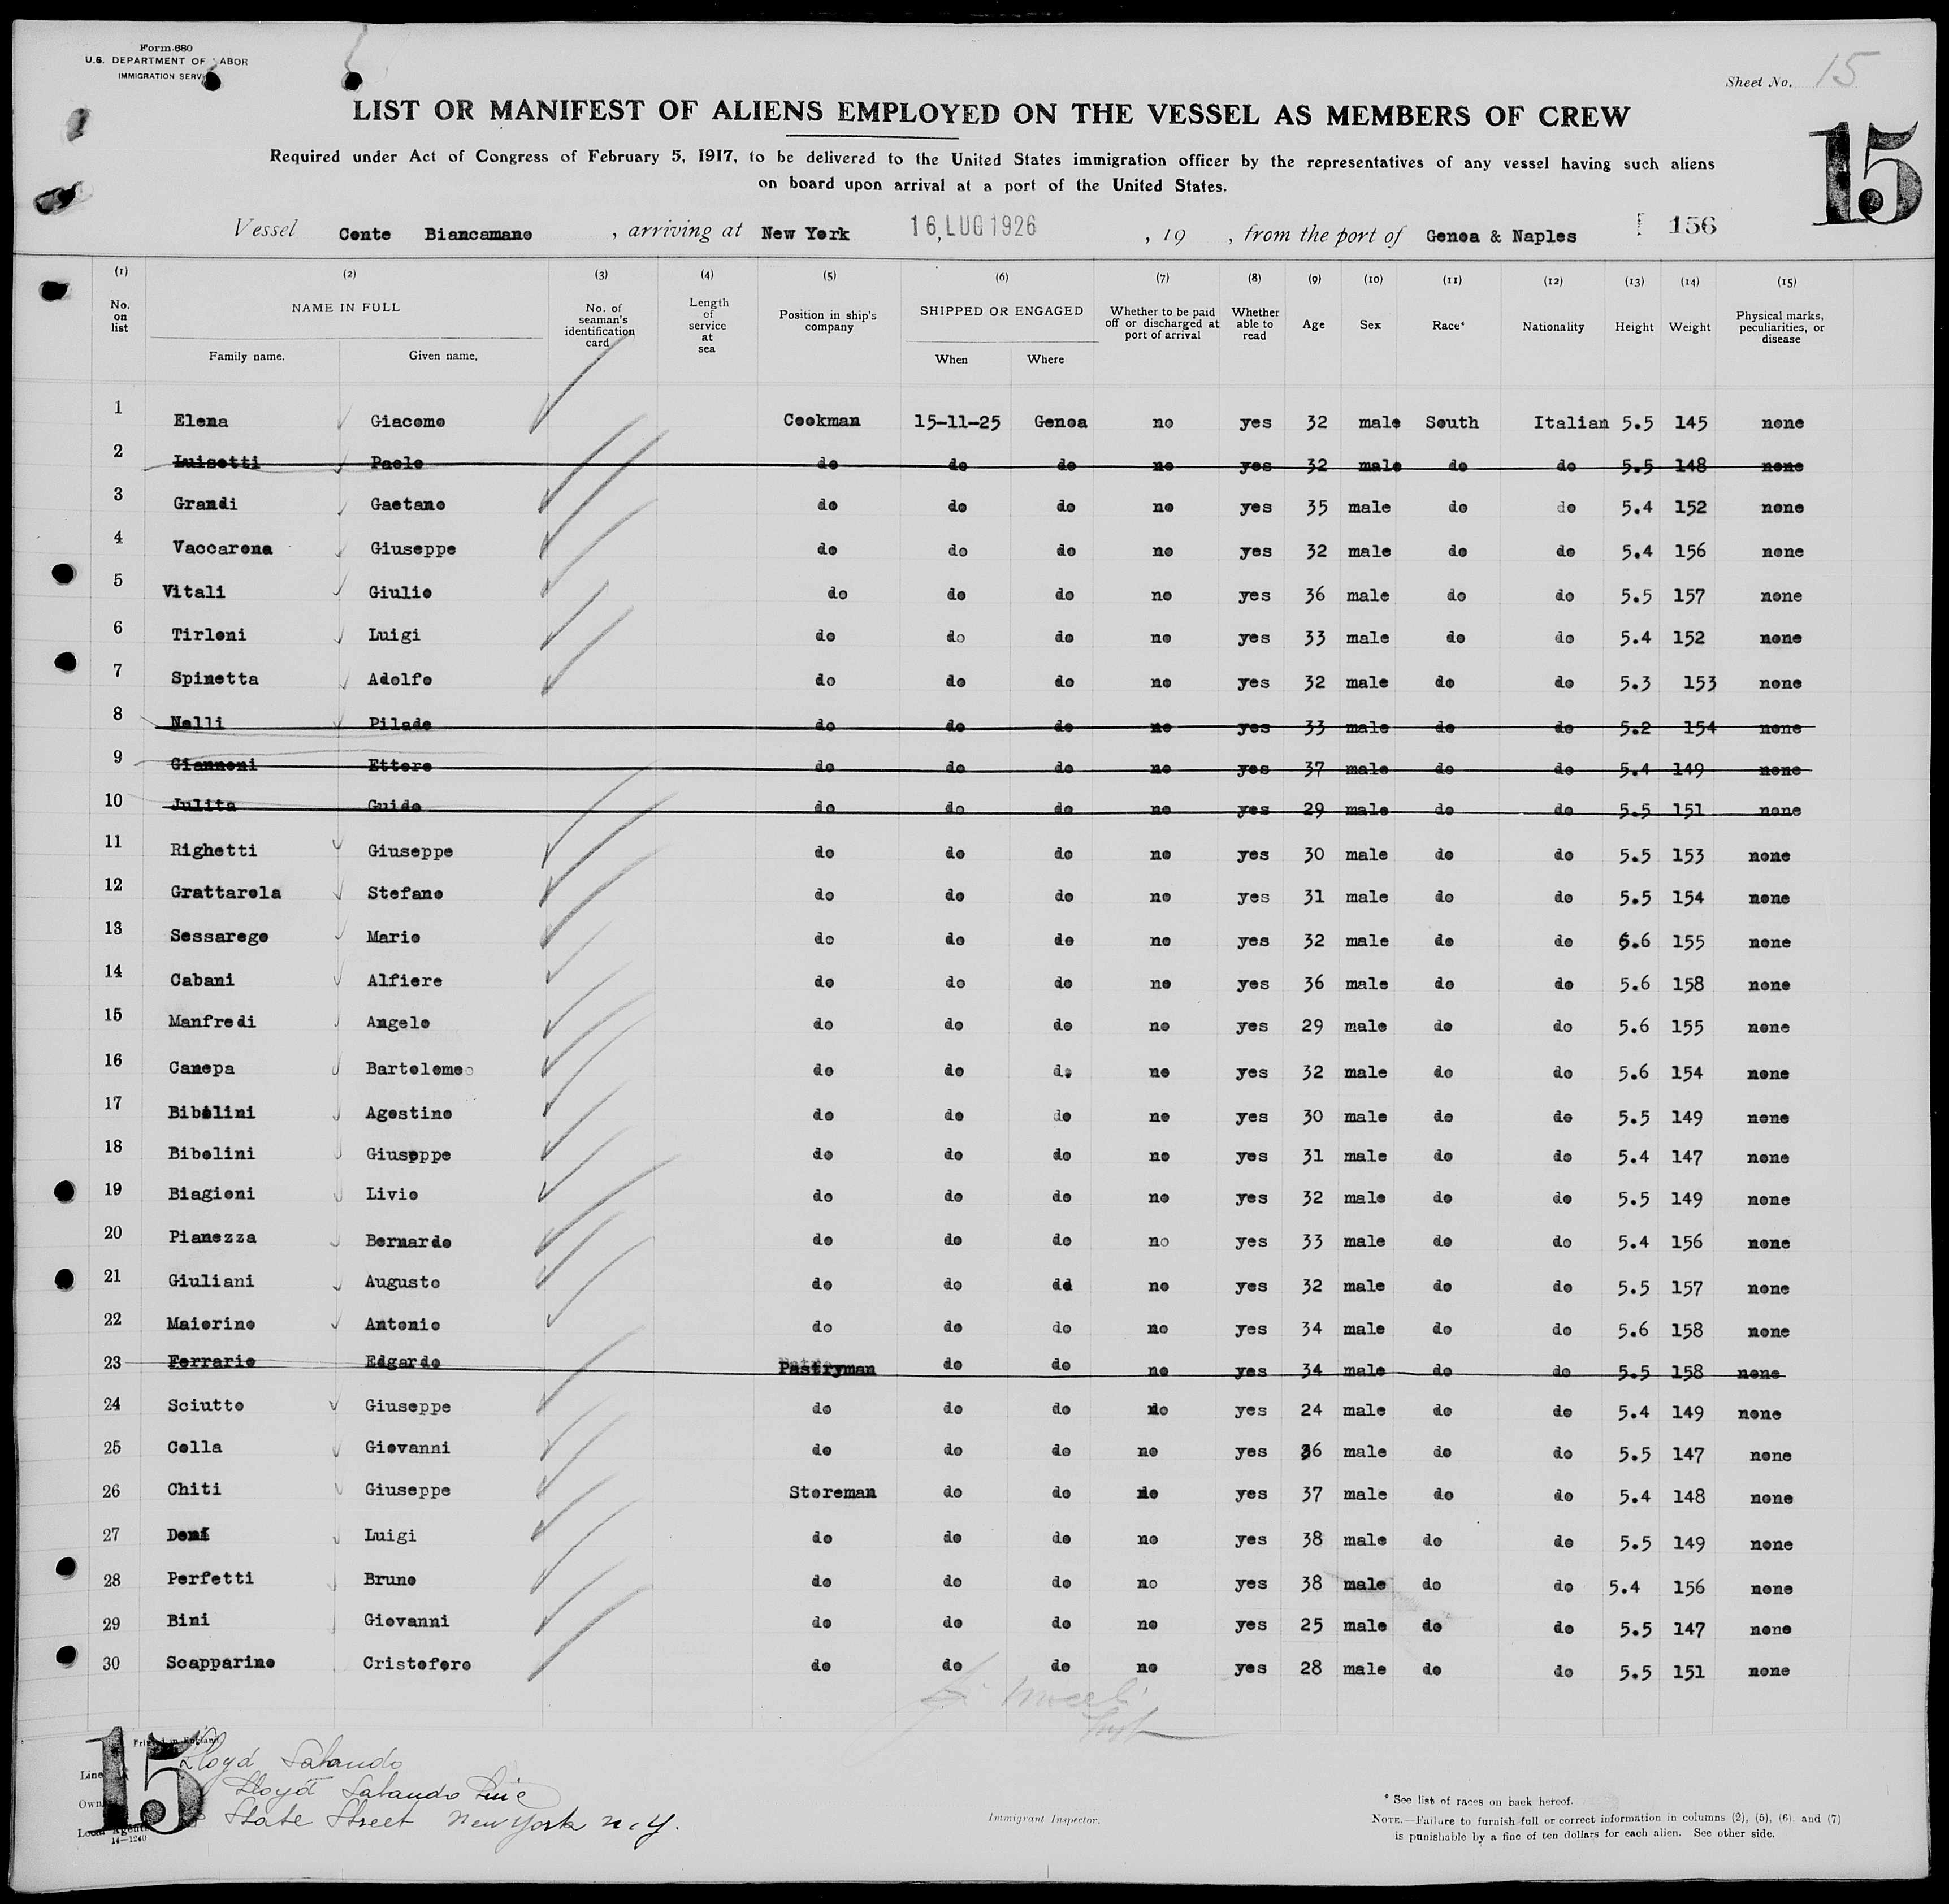 Form 680
U.S. DEPARTMENT OF LABOR
IMMIGRATION SERVICE
Sheet No. 15
LIST OR MANIFEST OF ALIENS EMPLOYED ON THE VESSEL AS MEMBERS OF CREW
15
Required under Act of Congress of February 5, 1917, to be delivered to the United States immigration officer by the representatives of any vessel having such aliens
on board upon arrival at a port of the United States.
Vessel Conte Biancamano , arriving at New York 16 LUG 1926 , 19 , from the port of Genoa & Naples 156
(1) (2) (3) (4) (5) (6) (7) (8) (9) (10) (11) (12) (13) (14) (15)
No. on list NAME IN FULL Family name. Given name. No. of seaman's identification card Length of service at sea Position in ship's company SHIPPED OR ENGAGED When Where Whether to be paid off or discharged at port of arrival Whether able to read Age Sex Race* Nationality Height Weight Physical marks, peculiarities, or disease
1 Elena Giacomo Cookman 15-11-25 Genoa no yes 32 male South Italian 5.5 145 none
2 Luisetti Paolo do do do no yes 32 male do do 5.5 148 none
3 Grandi Gaetano do do do no yes 35 male do do 5.4 152 none
4 Vaccarona Giuseppe do do do no yes 32 male do do 5.4 156 none
5 Vitali Giulio do do do no yes 36 male do do 5.5 157 none
6 Tirloni Luigi do do do no yes 33 male do do 5.4 152 none
7 Spinetta Adolfo do do do no yes 32 male do do 5.3 153 none
8 Nelli Pilade do do do no yes 33 male do do 5.2 154 none
9 Giannoni Ettore do do do no yes 37 male do do 5.4 149 none
10 Julita Guido do do do no yes 29 male do do 5.5 151 none
11 Righetti Giuseppe do do do no yes 30 male do do 5.5 153 none
12 Grattarola Stefano do do do no yes 31 male do do 5.5 154 none
13 Sessarego Mario do do do no yes 32 male do do 5.6 155 none
14 Cabani Alfiere do do do no yes 36 male do do 5.6 158 none
15 Manfredi Angelo do do do no yes 29 male do do 5.6 155 none
16 Canepa Bartolomeo do do do no yes 32 male do do 5.6 154 none
17 Bibolini Agostino do do do no yes 30 male do do 5.5 149 none
18 Bibolini Giuseppe do do do no yes 31 male do do 5.4 147 none
19 Biagioni Livio do do do no yes 32 male do do 5.5 149 none
20 Pianezza Bernardo do do do no yes 33 male do do 5.4 156 none
21 Giuliani Augusto do do dd no yes 32 male do do 5.5 157 none
22 Maiorino Antonio do do do no yes 34 male do do 5.6 158 none
23 Ferrario Edgardo Pastryman do do no yes 34 male do do 5.5 158 none
24 Sciutto Giuseppe do do do no yes 24 male do do 5.4 149 none
25 Colla Giovanni do do do no yes 36 male do do 5.5 147 none
26 Chiti Giuseppe Storeman do do no yes 37 male do do 5.4 148 none
27 Doni Luigi do do do no yes 38 male do do 5.5 149 none
28 Perfetti Bruno do do do no yes 38 male do do 5.4 156 none
29 Bini Giovanni do do do no yes 25 male do do 5.5 147 none
30 Scapparino Cristoforo do do do no yes 28 male do do 5.5 151 none
15
Printed in England
Line Lloyd Sabaudo
Owners Lloyd Sabaudo Line
Local Agents State Street New York N.Y.
14-1240
Immigrant Inspector.
* See list of races on back hereof.
NOTE.—Failure to furnish full or correct information in columns (2), (5), (6), and (7)
is punishable by a fine of ten dollars for each alien. See other side.